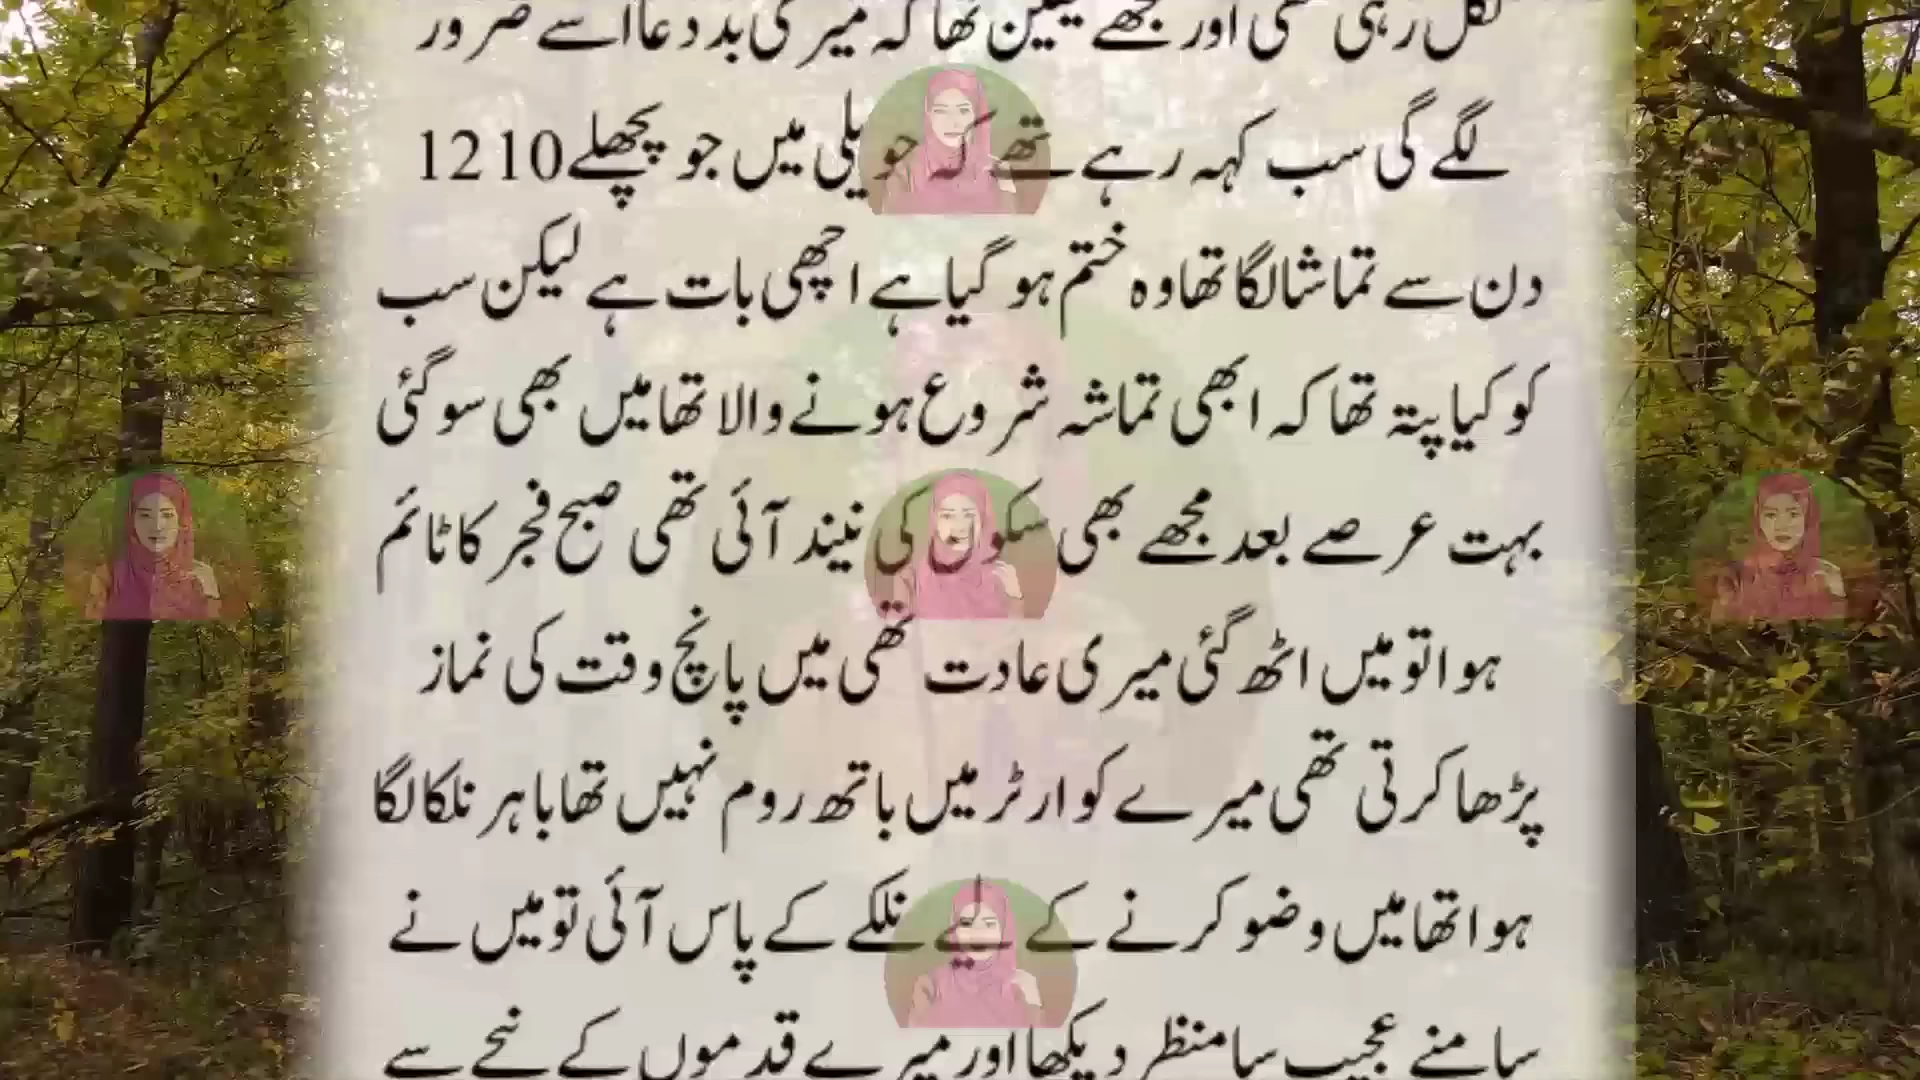 نکل رہی تھی اور مجھے یقین تھا کہ میری بددعا اسے ضرور
لگے گی سب کہہ رہے تھے کہ حویلی میں جو پچھلے 10 12
دن سے تماشا لگا تھا وہ ختم ہو گیا ہے اچھی بات ہے لیکن سب
کو کیا پتہ تھا کہ ابھی تماشہ شروع ہونے والا تھا میں بھی سو گئی
بہت عرصے بعد مجھے بھی سکون کی نیند آئی تھی صبح فجر کا ٹائم
ہوا تو میں اٹھ گئی میری عادت تھی میں پانچ وقت کی نماز
پڑھا کرتی تھی میرے کوارٹر میں باتھ روم نہیں تھا باہر نلکا لگا
ہوا تھا میں وضو کرنے کے لیے نلکے کے پاس آئی تو میں نے
سامنے عجیب سا منظر دیکھا اور میرے قدموں کے نیچے سے